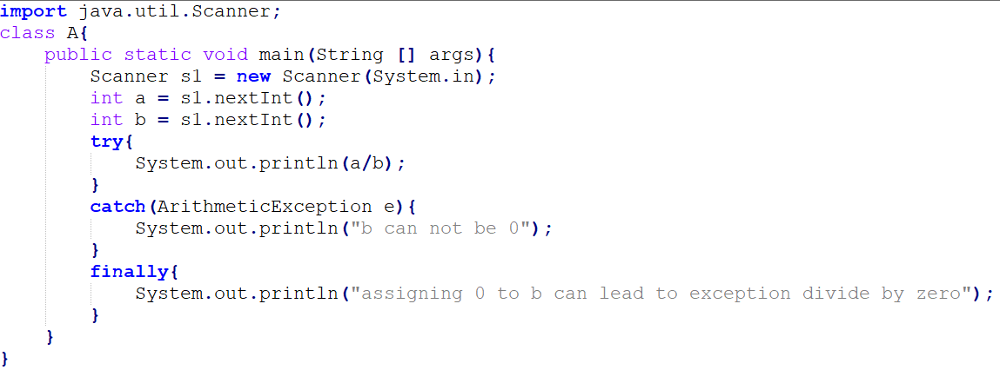 import java.util.Scanner;
class A{
    public static void main(String [] args){
        Scanner s1 = new Scanner(System.in);
        int a = s1.nextInt();
        int b = s1.nextInt();
        try{
            System.out.println(a/b);
        }
        catch(ArithmeticException e){
            System.out.println("b can not be 0");
        }
        finally{
            System.out.println("assigning 0 to b can lead to exception divide by zero");
        }
    }
}